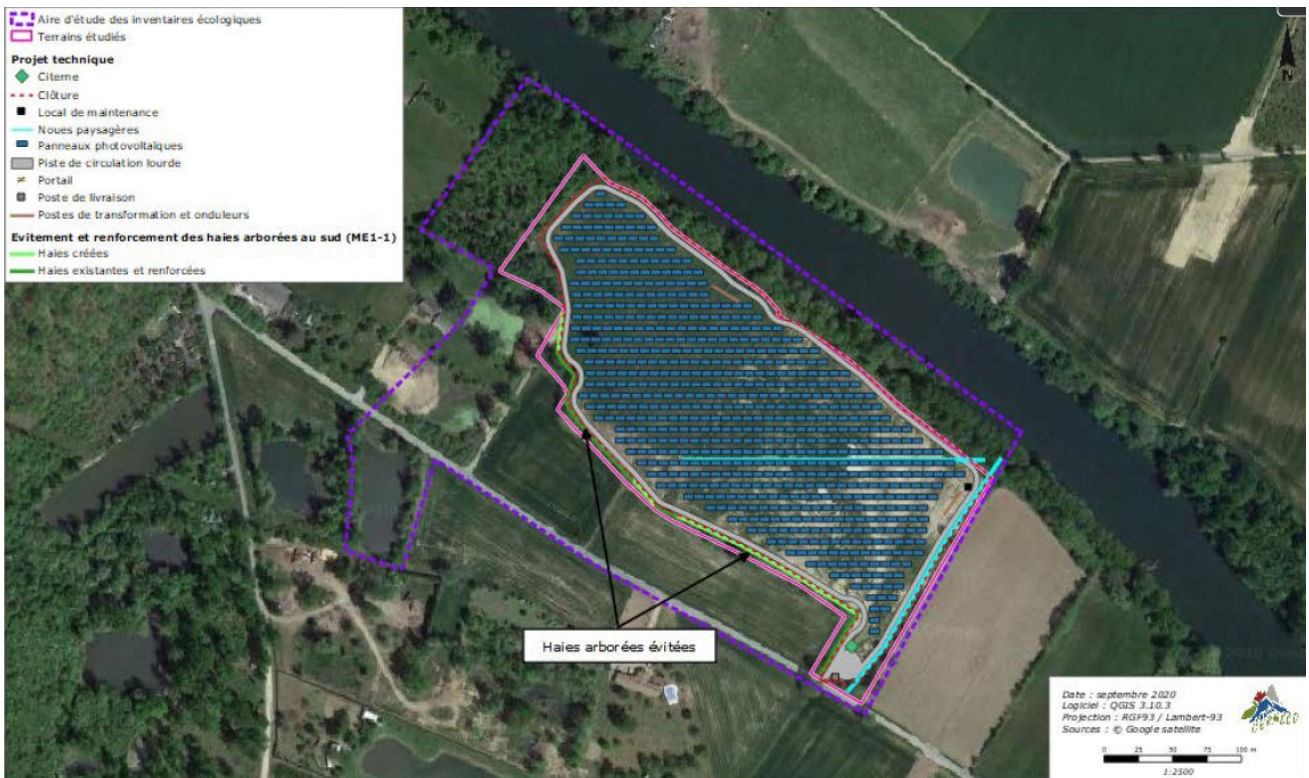 Aire d'étude des inventaires écologiques
Terrains étudiés
Projet technique
Citerne
Clôture
Local de maintenance
Noues paysagères
Panneaux photovoltaïques
Piste de circulation lourde
Portail
Poste de livraison
Postes de transformation et onduleurs
Evitement et renforcement des haies arborées au sud (ME1-1)
Haies créées
Haies existantes et renforcées
N
Haies arborées évitées
Date : septembre 2020
Logiciel : QGIS 3.10.3
Projection : RGF93 / Lambert-93
Sources : © Google satellite
0 25 50 75 100 m
1:2500